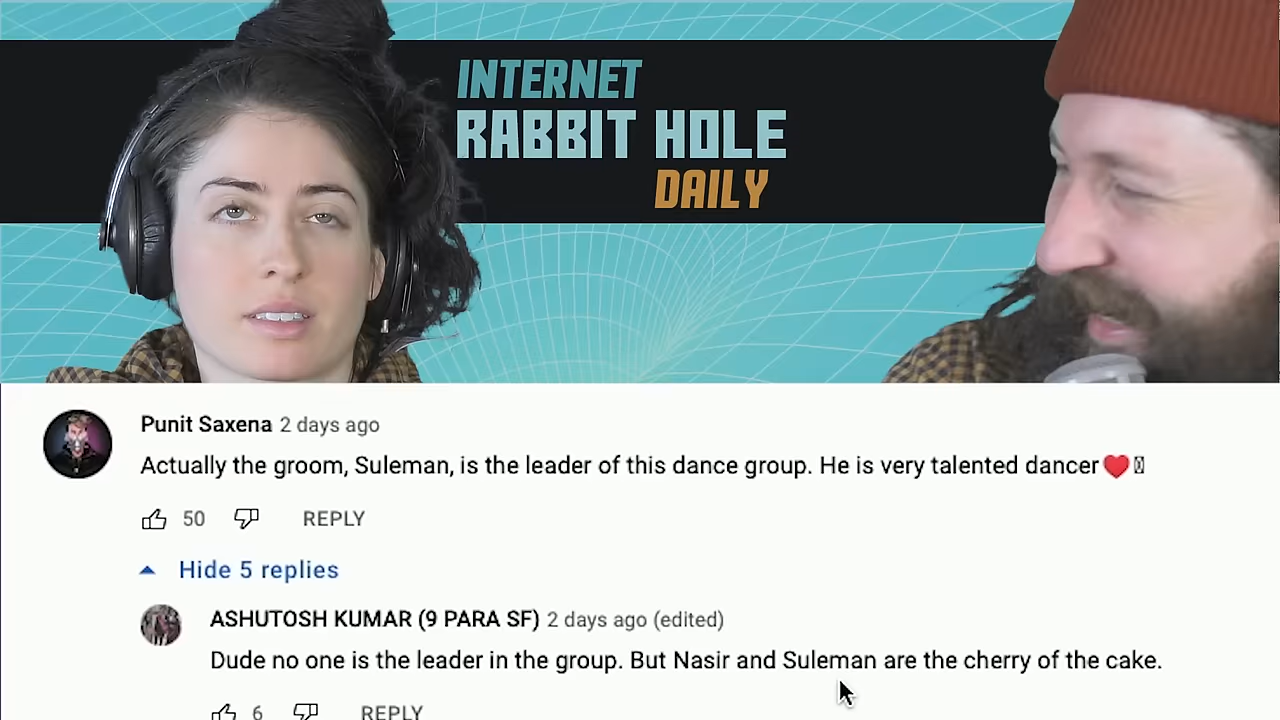 INTERNET
RABBIT HOLE
DAILY
Punit Saxena 2 days ago
Actually the groom, Suleman, is the leader of this dance group. He is very talented dancer❤️
50 REPLY
Hide 5 replies
ASHUTOSH KUMAR (9 PARA SF) 2 days ago (edited)
Dude no one is the leader in the group. But Nasir and Suleman are the cherry of the cake.
6 REPLY